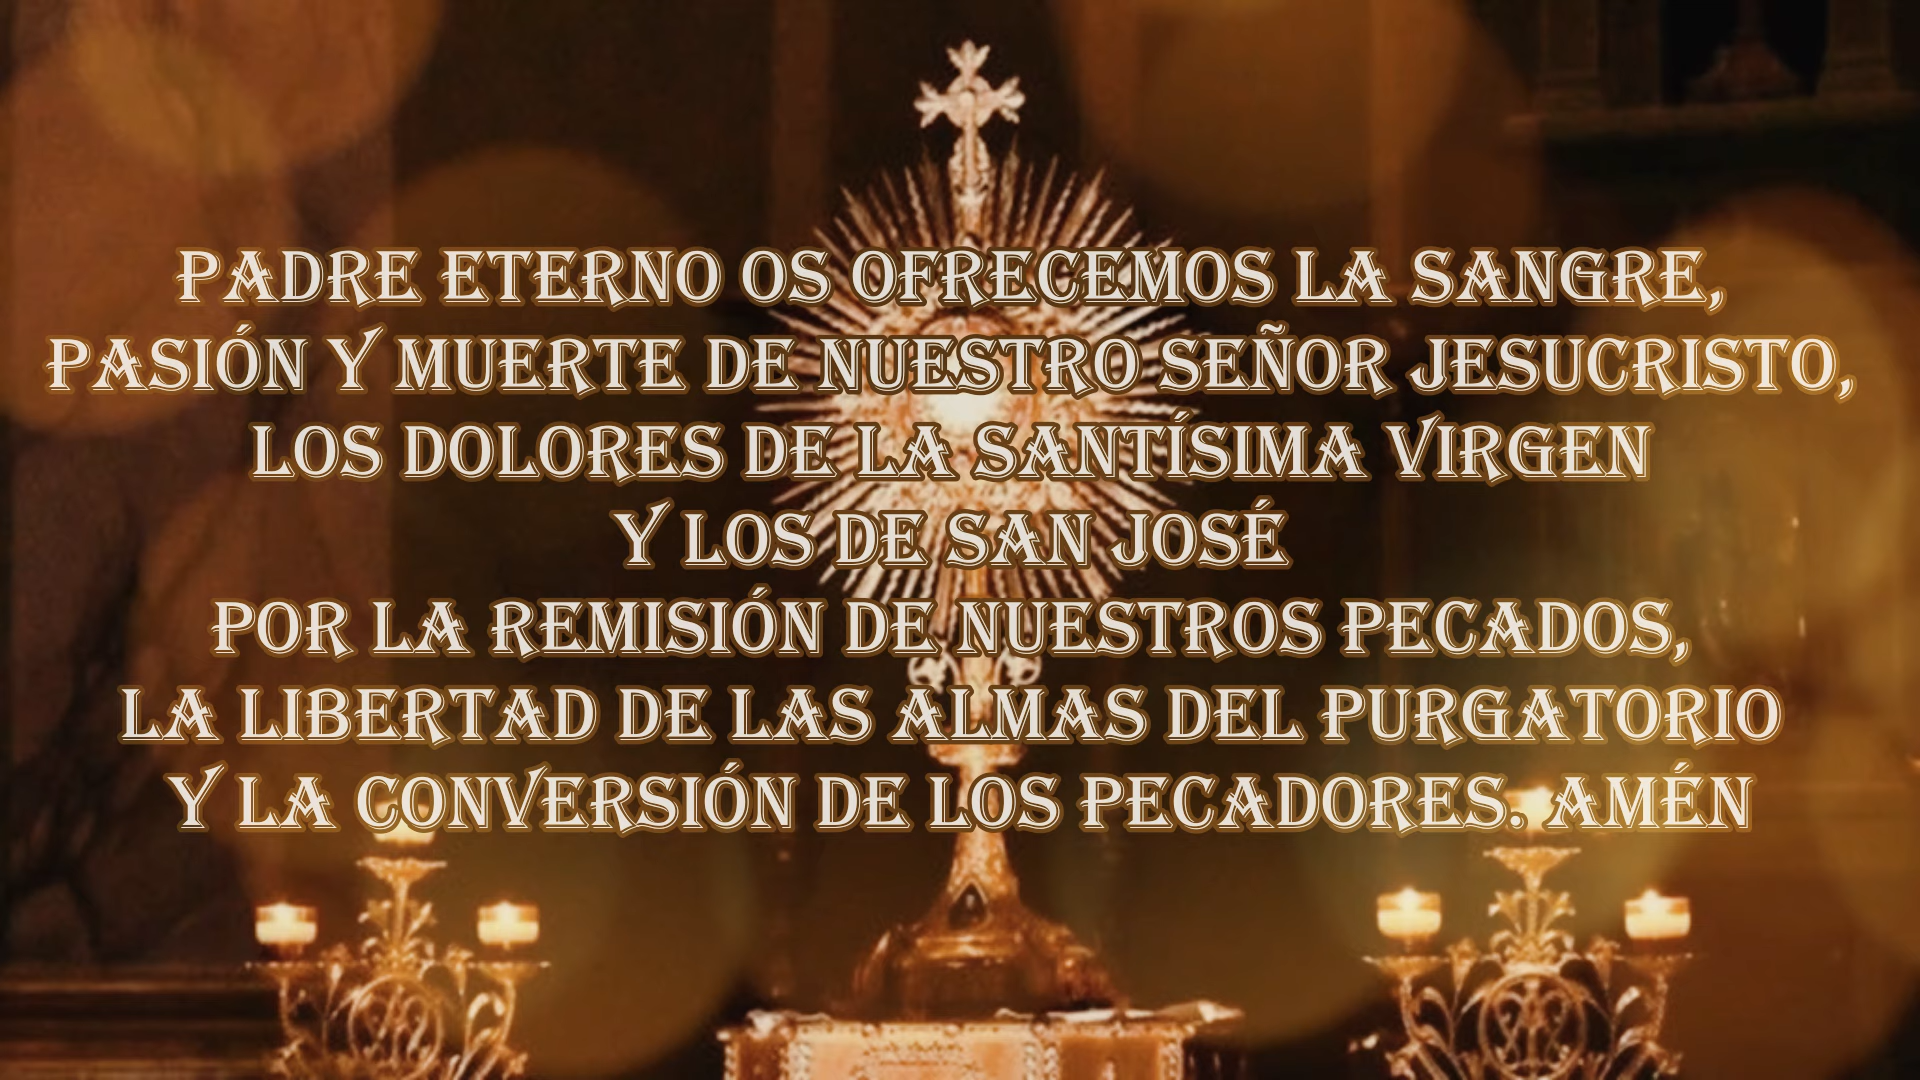 PADRE ETERNO OS OFRECEMOS LA SANGRE,
PASIÓN Y MUERTE DE NUESTRO SEÑOR JESUCRISTO,
LOS DOLORES DE LA SANTÍSIMA VIRGEN
Y LOS DE SAN JOSÉ
POR LA REMISIÓN DE NUESTROS PECADOS,
LA LIBERTAD DE LAS ALMAS DEL PURGATORIO
Y LA CONVERSIÓN DE LOS PECADORES. AMÉN